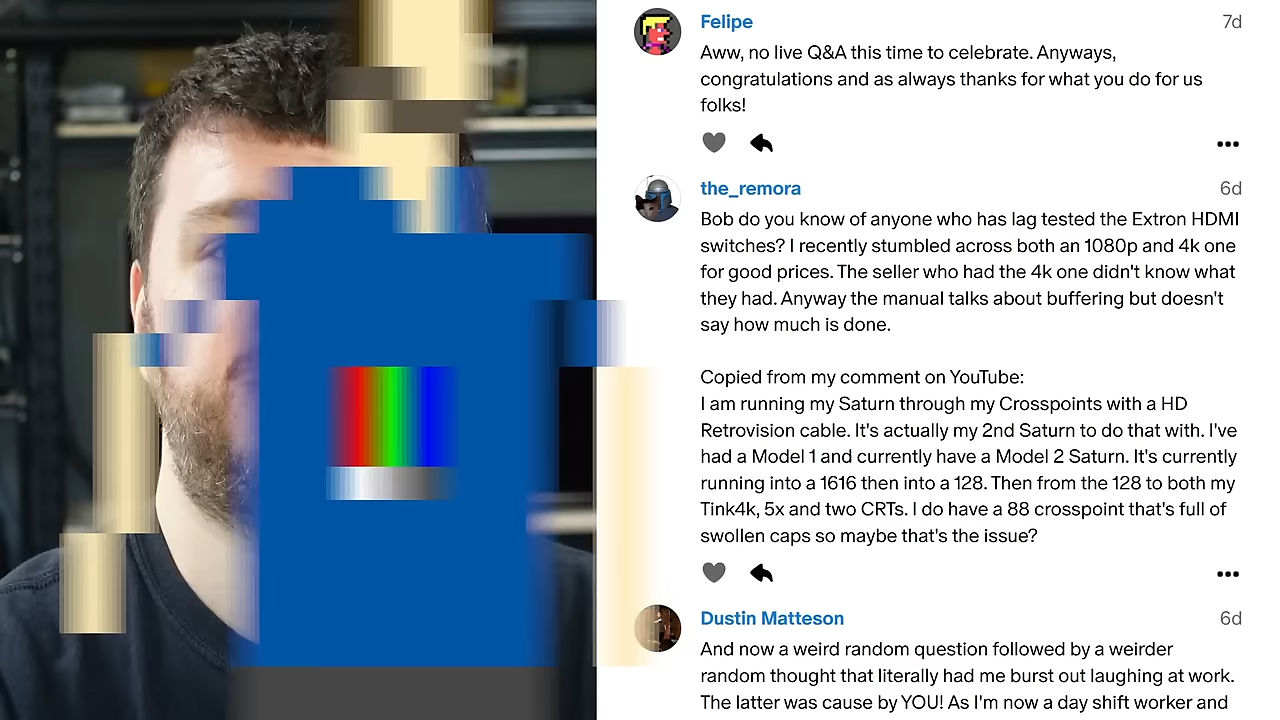 Felipe 7d
Aww, no live Q&A this time to celebrate. Anyways,
congratulations and as always thanks for what you do for us
folks!
the_remora 6d
Bob do you know of anyone who has lag tested the Extron HDMI
switches? I recently stumbled across both an 1080p and 4k one
for good prices. The seller who had the 4k one didn't know what
they had. Anyway the manual talks about buffering but doesn't
say how much is done.
Copied from my comment on YouTube:
I am running my Saturn through my Crosspoints with a HD
Retrovision cable. It's actually my 2nd Saturn to do that with. I've
had a Model 1 and currently have a Model 2 Saturn. It's currently
running into a 1616 then into a 128. Then from the 128 to both my
Tink4k, 5x and two CRTs. I do have a 88 crosspoint that's full of
swollen caps so maybe that's the issue?
Dustin Matteson 6d
And now a weird random question followed by a weirder
random thought that literally had me burst out laughing at work.
The latter was cause by YOU! As I'm now a day shift worker and